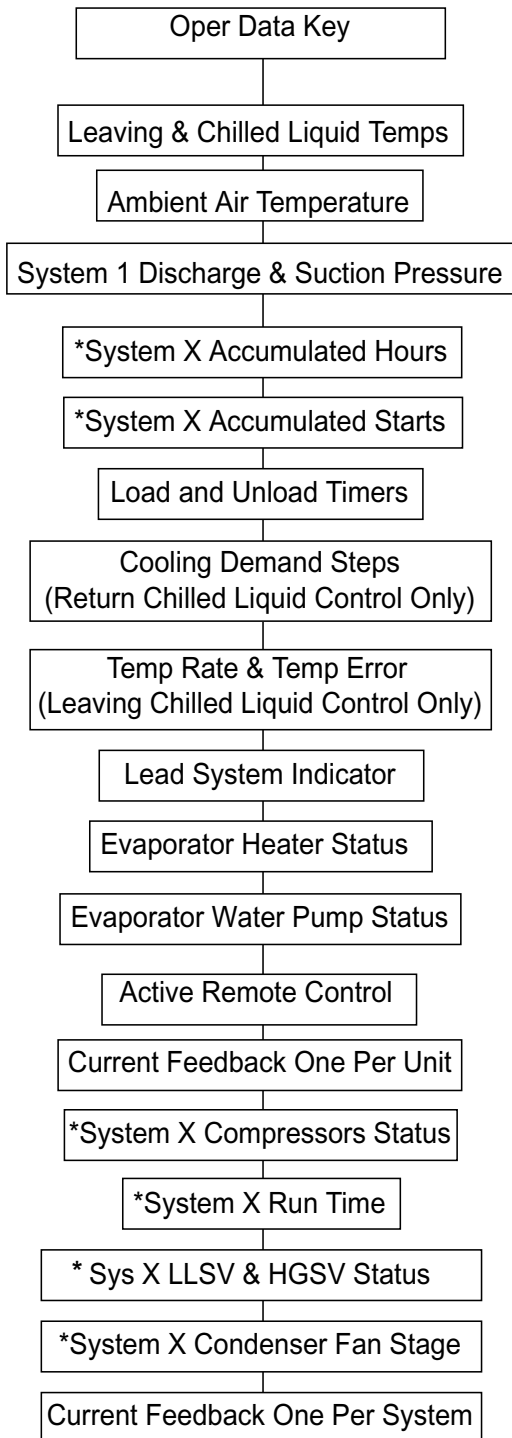 Oper Data Key
Leaving & Chilled Liquid Temps
Ambient Air Temperature
System 1 Discharge & Suction Pressure
*System X Accumulated Hours
*System X Accumulated Starts
Load and Unload Timers
Cooling Demand Steps
(Return Chilled Liquid Control Only)
Temp Rate & Temp Error
(Leaving Chilled Liquid Control Only)
Lead System Indicator
Evaporator Heater Status
Evaporator Water Pump Status
Active Remote Control
Current Feedback One Per Unit
*System X Compressors Status
*System X Run Time
* Sys X LLSV & HGSV Status
*System X Condenser Fan Stage
Current Feedback One Per System